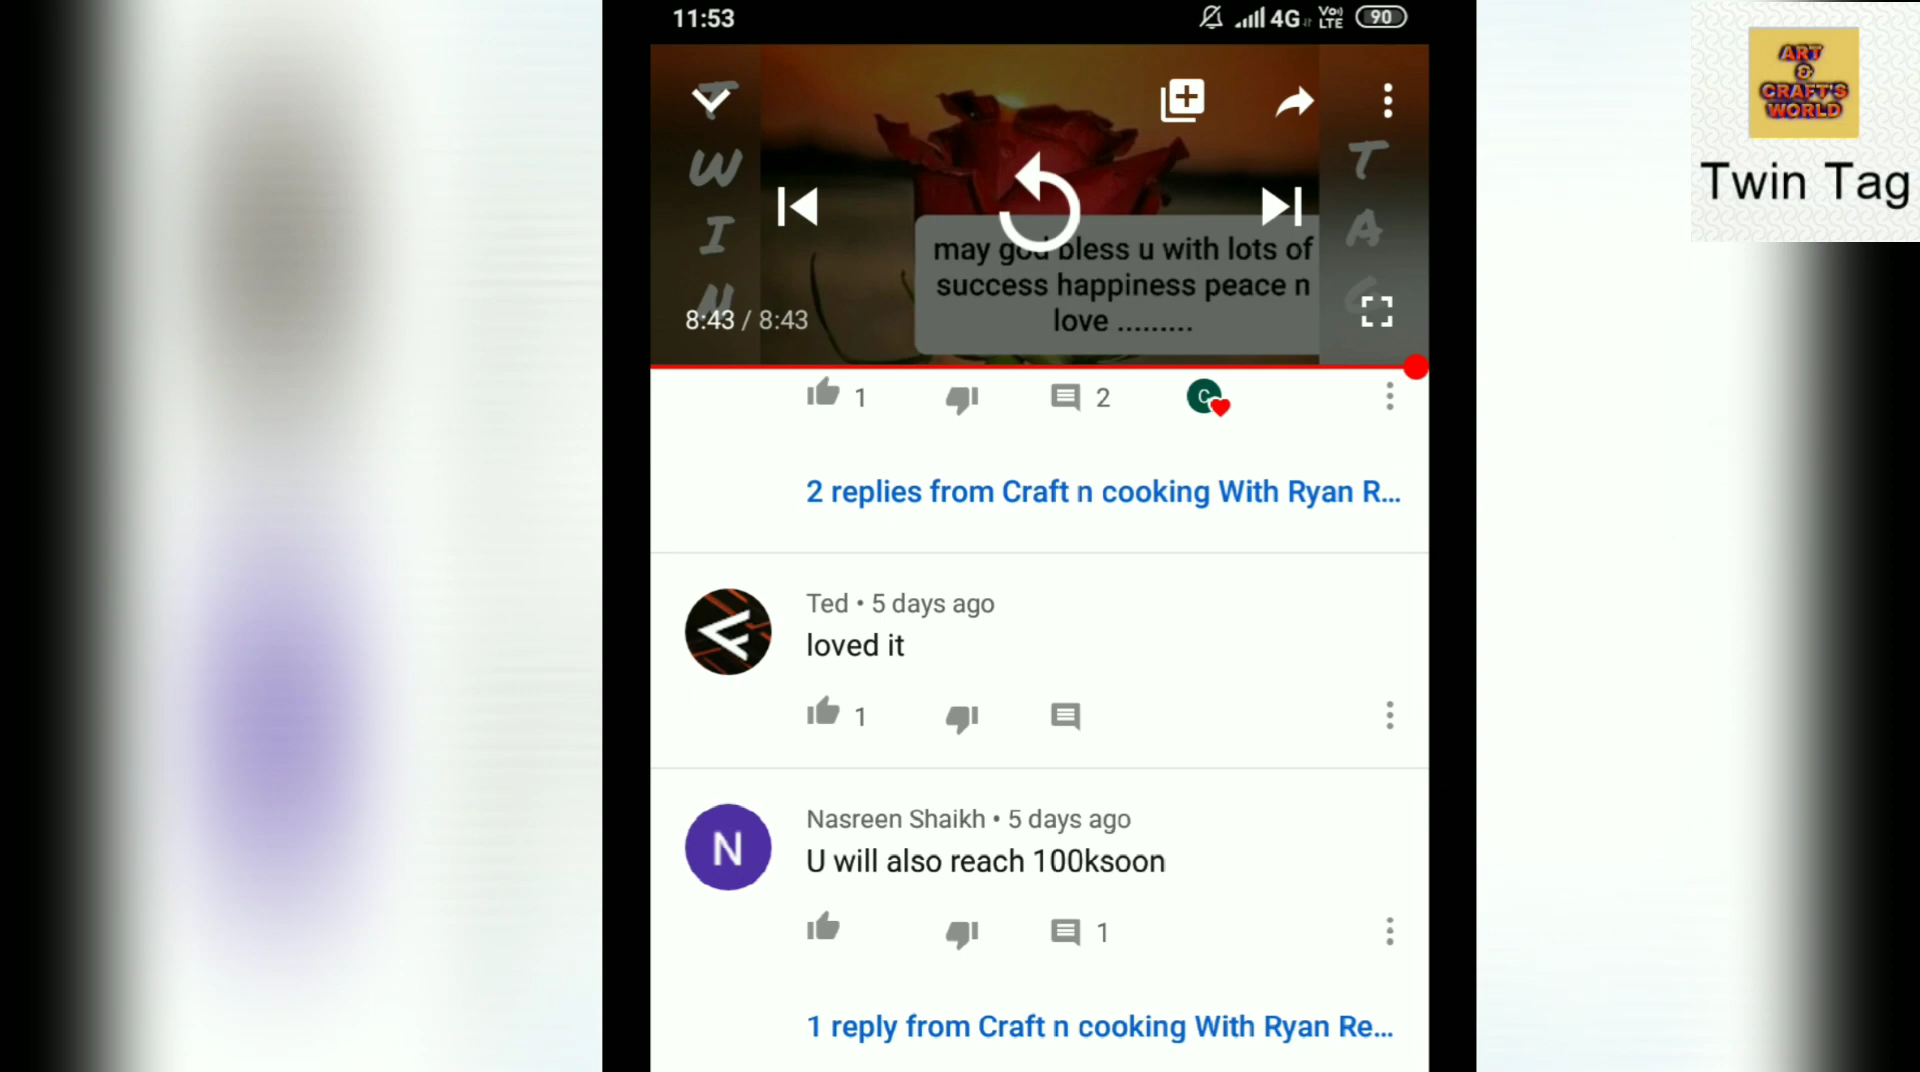 11:53
4G
Vo))
LTE
90
T
W
I
N
T
A
G
may god bless u with lots of
success happiness peace n
love .........
8:43 / 8:43
1
2
C
2 replies from Craft n cooking With Ryan R...
Ted • 5 days ago
loved it
1
N
Nasreen Shaikh • 5 days ago
U will also reach 100ksoon
1
1 reply from Craft n cooking With Ryan Re...
ART
&
CRAFT'S
WORLD
Twin Tag